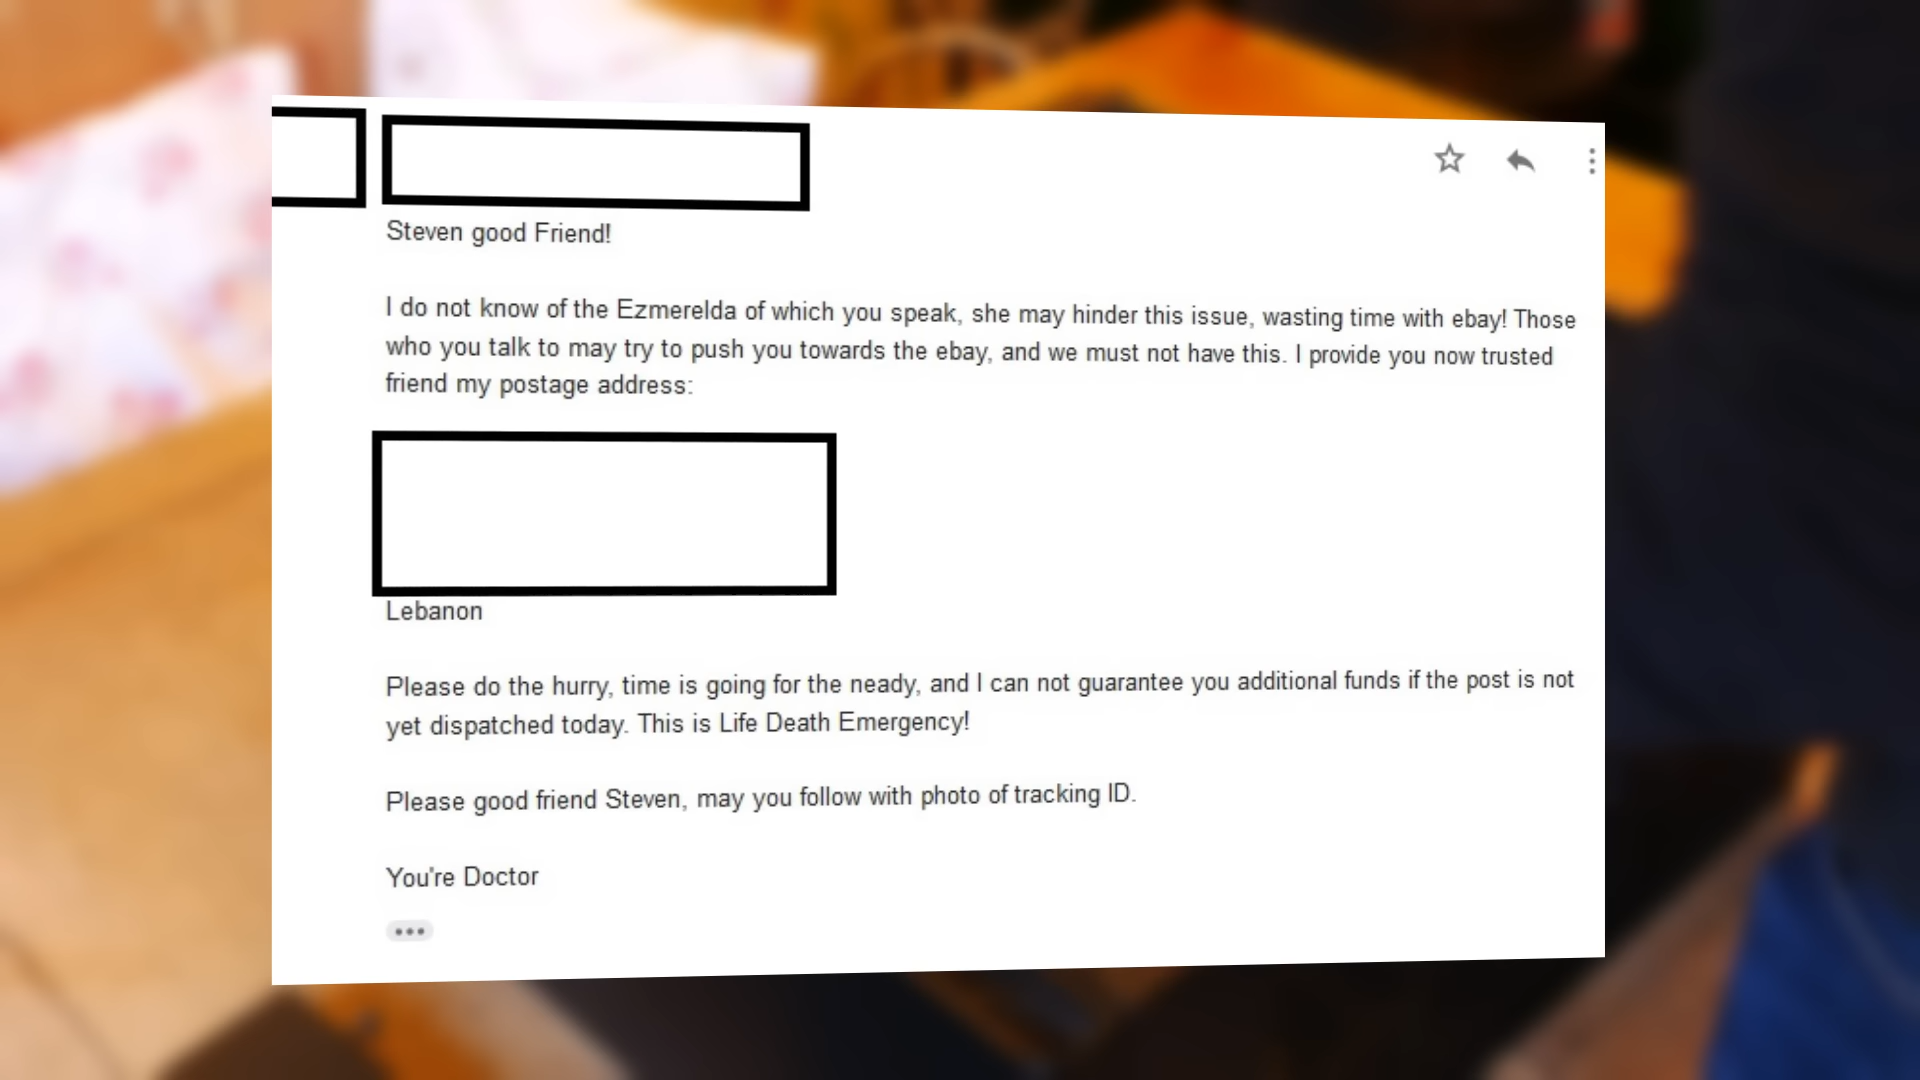 Steven good Friend!
I do not know of the Ezmerelda of which you speak, she may hinder this issue, wasting time with ebay! Those
who you talk to may try to push you towards the ebay, and we must not have this. I provide you now trusted
friend my postage address:
Lebanon
Please do the hurry, time is going for the neady, and I can not guarantee you additional funds if the post is not
yet dispatched today. This is Life Death Emergency!
Please good friend Steven, may you follow with photo of tracking ID.
You're Doctor